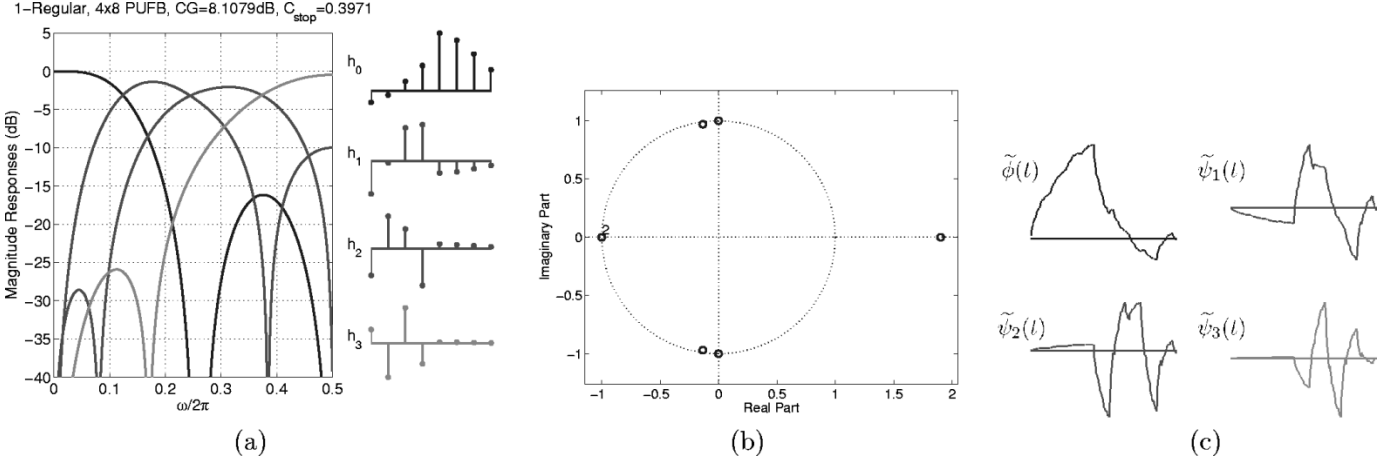 1-Regular, 4x8 PUFB, CG=8.1079dB, C_stop=0.3971
Magnitude Responses (dB)
5
0
-5
-10
-15
-20
-25
-30
-35
-40
0 0.1 0.2 0.3 0.4 0.5
ω/2π
h_0
h_1
h_2
h_3
(a)
Imaginary Part
1
0.5
0
-0.5
-1
2
-1 -0.5 0 0.5 1 1.5 2
Real Part
(b)
φ̃(t) ψ̃_1(t)
ψ̃_2(t) ψ̃_3(t)
(c)